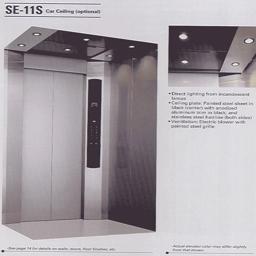 SE-11S Car Ceiling (optional)
• Direct lighting from incandescent
lamps
• Ceiling plate: Painted steel sheet in
black (center) with anodized
aluminum trim in black, and
stainless steel hairline (both sides)
• Ventilation: Electric blower with
painted steel grille
-See page 14 for details on walls, doors, floor finishes, etc.
-Actual elevator color may differ slightly
from that shown.